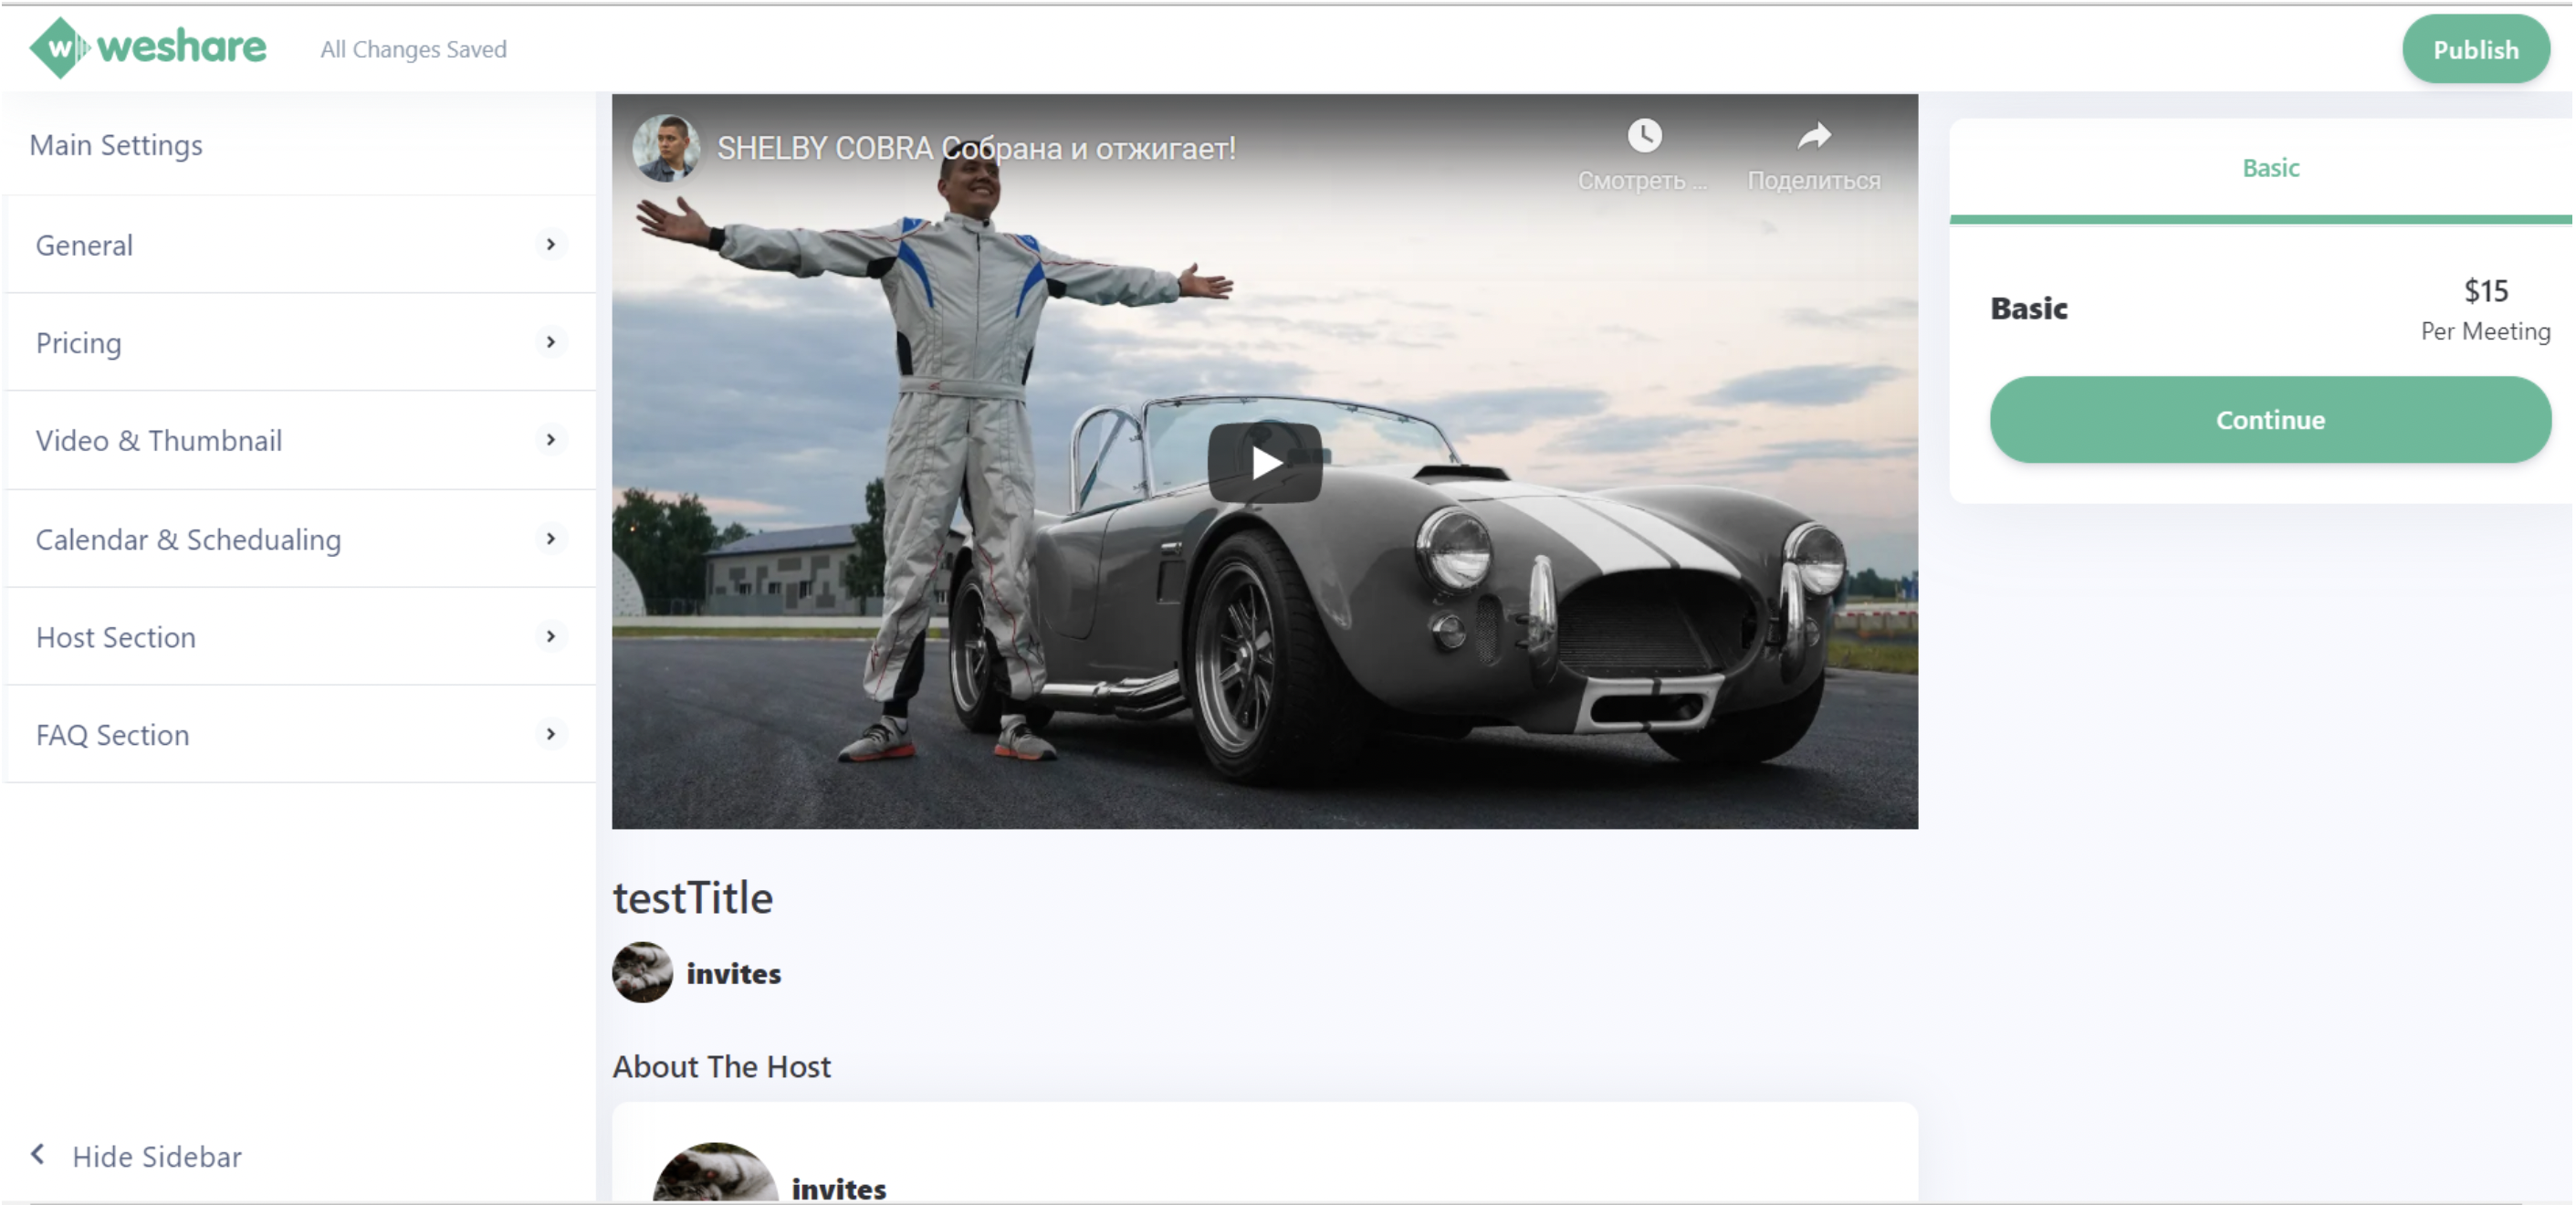 w weshare
All Changes Saved
Publish
Main Settings
General
Pricing
Video & Thumbnail
Calendar & Schedualing
Host Section
FAQ Section
Hide Sidebar
SHELBY COBRA Собрана и отжигает!
Смотреть ...
Поделиться
testTitle
invites
About The Host
invites
Basic
Basic
$15
Per Meeting
Continue